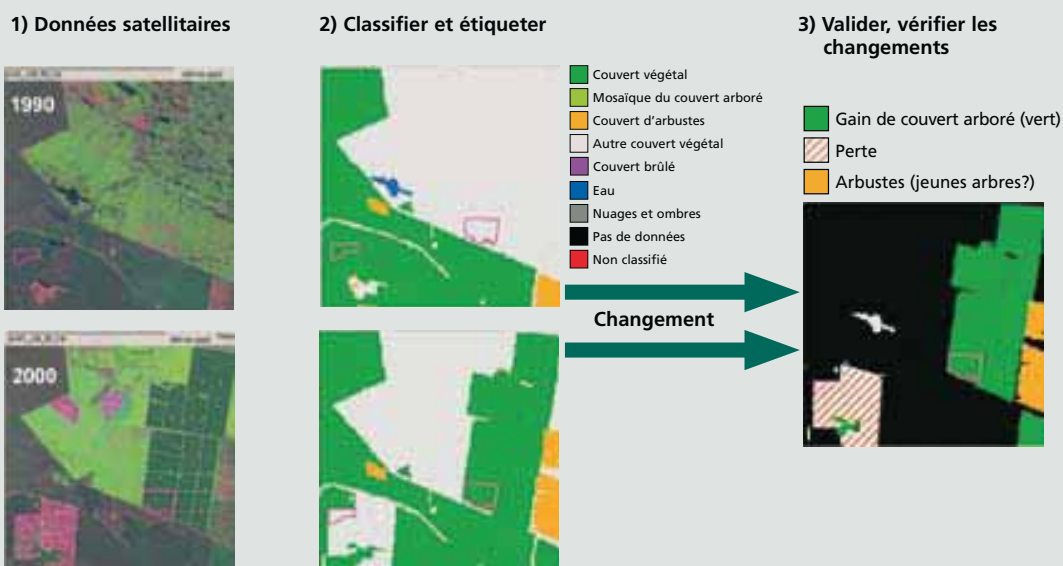 1) Données satellitaires
2) Classifier et étiqueter
3) Valider, vérifier les
changements
1990
2000
Couvert végétal
Mosaïque du couvert arboré
Couvert d'arbustes
Autre couvert végétal
Couvert brûlé
Eau
Nuages et ombres
Pas de données
Non classifié
Changement
Gain de couvert arboré (vert)
Perte
Arbustes (jeunes arbres?)